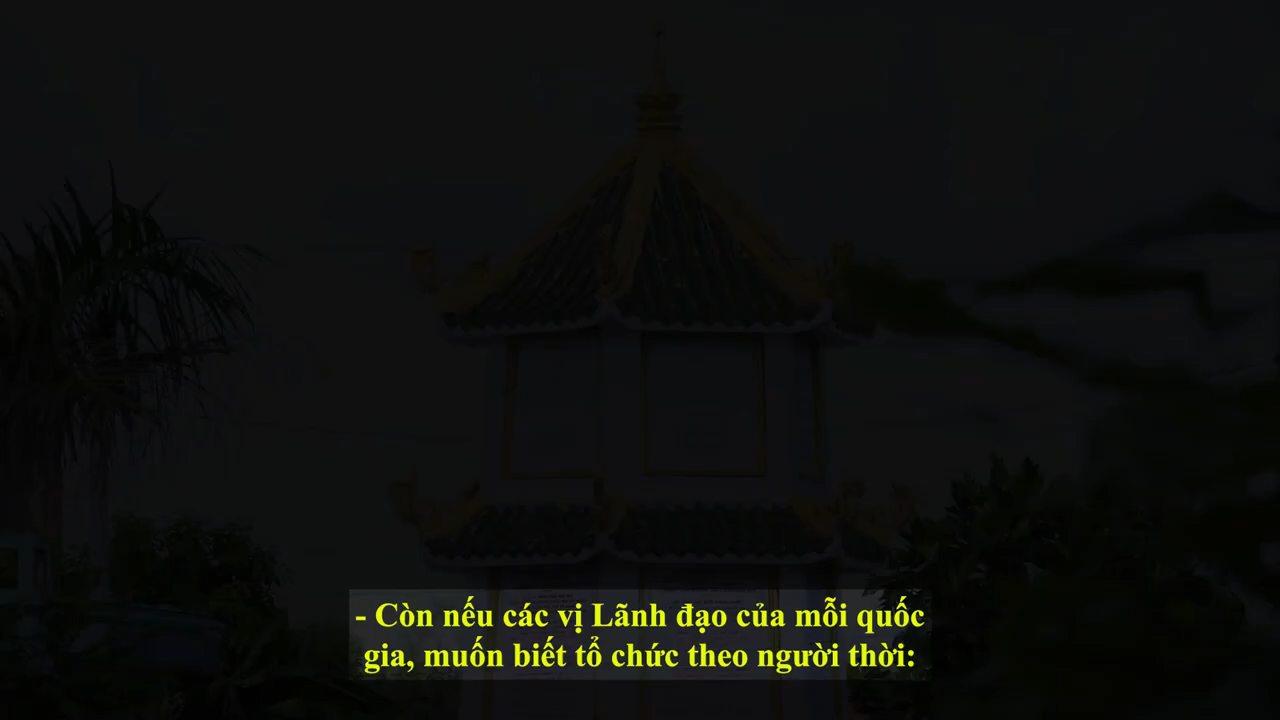 - Còn nếu các vị Lãnh đạo của mỗi quốc
gia, muốn biết tổ chức theo người thời: